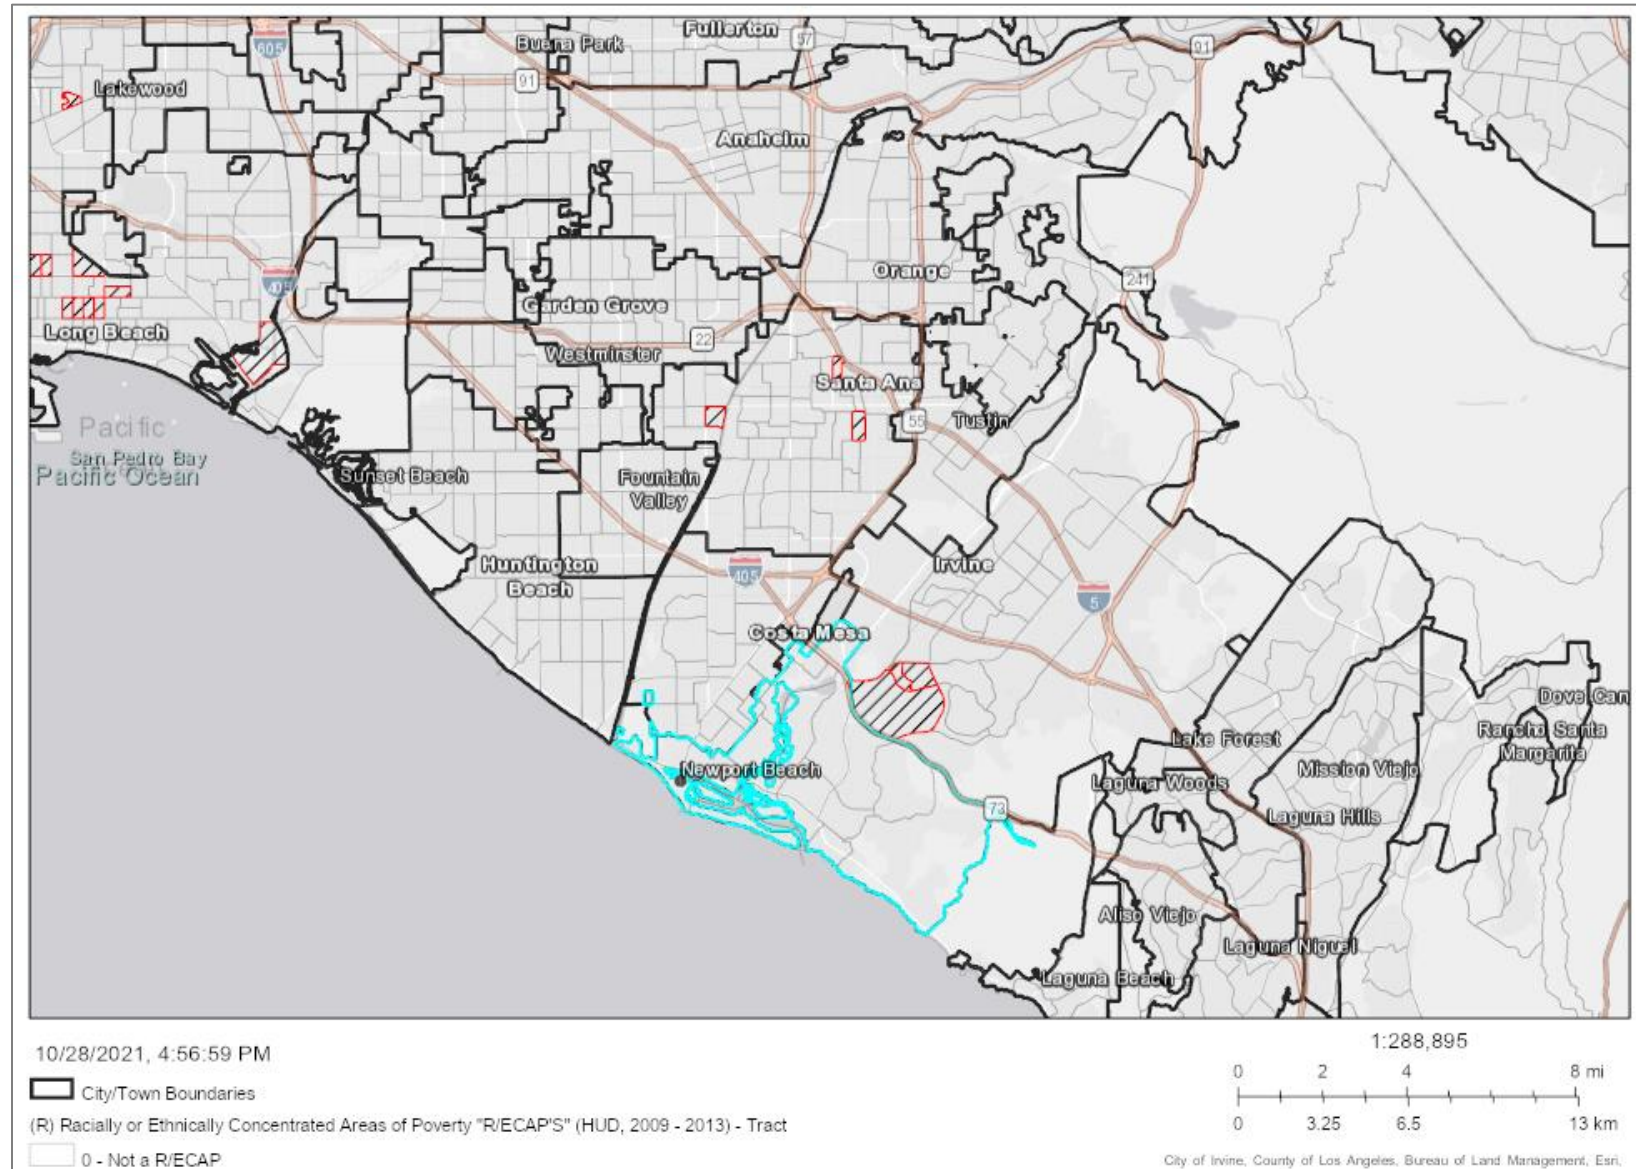 605
Buena Park
Fullerton
57
91
91
Lakewood
Anaheim
Orange
241
405
Garden Grove
Long Beach
22
Westminster
Santa Ana
55
Tustin
Pacific
San Pedro Bay
Pacific Ocean
Sunset Beach
Fountain
Valley
Huntington
Beach
405
Irvine
5
Costa Mesa
Dove Can
Rancho Santa
Margarita
Lake Forest
Newport Beach
Mission Viejo
Laguna Woods
73
Laguna Hills
Aliso Viejo
Laguna Niguel
Laguna Beach
10/28/2021, 4:56:59 PM
City/Town Boundaries
(R) Racially or Ethnically Concentrated Areas of Poverty "R/ECAP'S" (HUD, 2009 - 2013) - Tract
0 - Not a R/ECAP
1:288,895
0 2 4 8 mi
0 3.25 6.5 13 km
City of Irvine, County of Los Angeles, Bureau of Land Management, Esri,